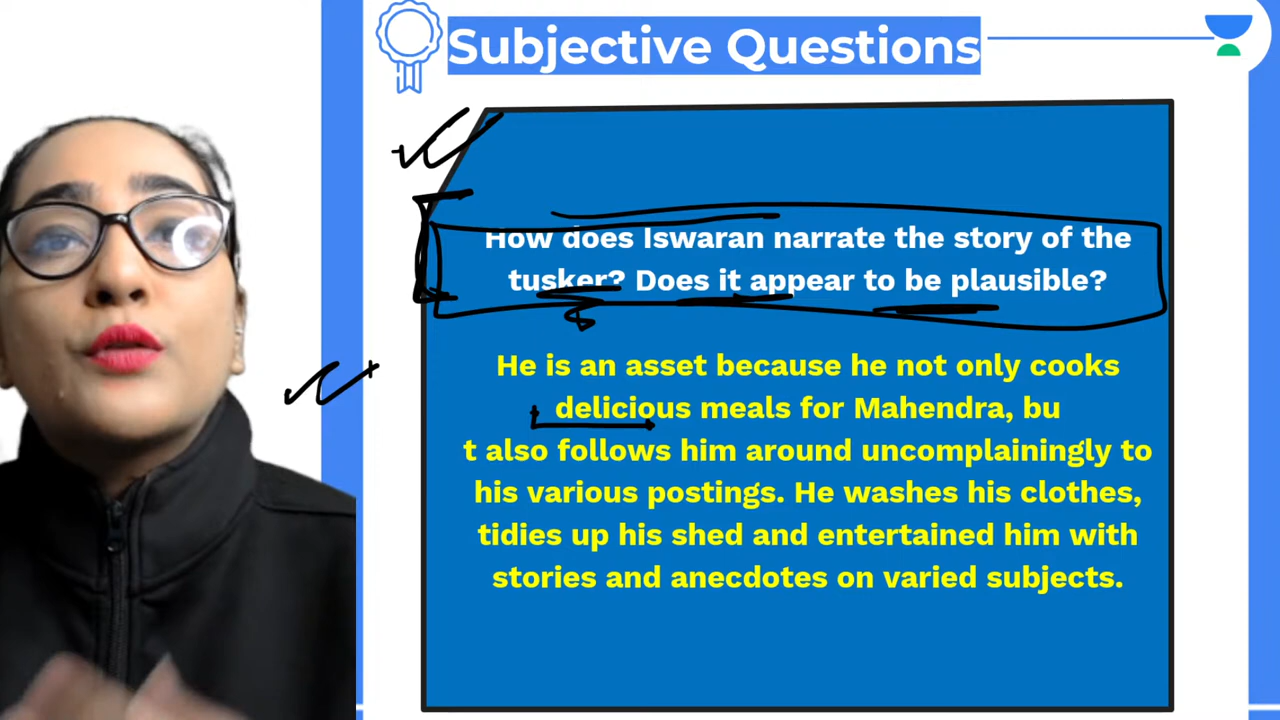 Subjective Questions
How does Iswaran narrate the story of the
tusker? Does it appear to be plausible?
He is an asset because he not only cooks
delicious meals for Mahendra, bu
t also follows him around uncomplainingly to
his various postings. He washes his clothes,
tidies up his shed and entertained him with
stories and anecdotes on varied subjects.